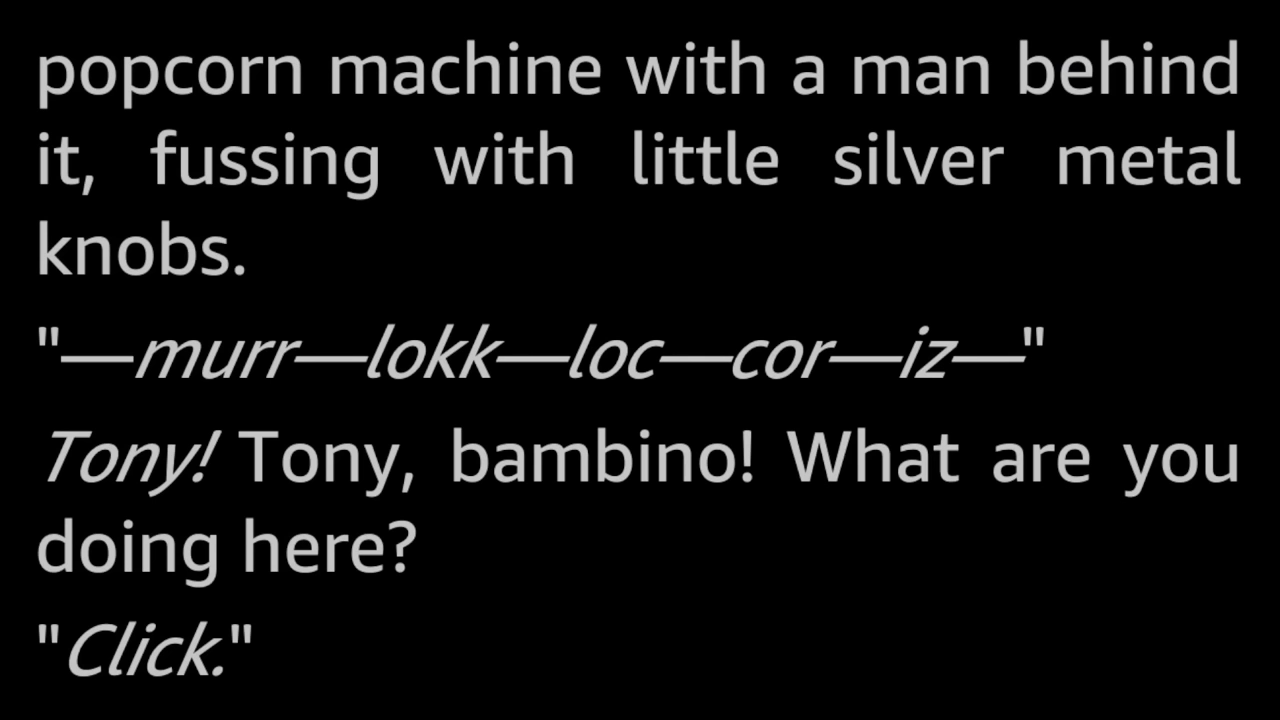 popcorn machine with a man behind
it, fussing with little silver metal
knobs.
"—murr—lokk—loc—cor—iz—"
Tony! Tony, bambino! What are you
doing here?
"Click."